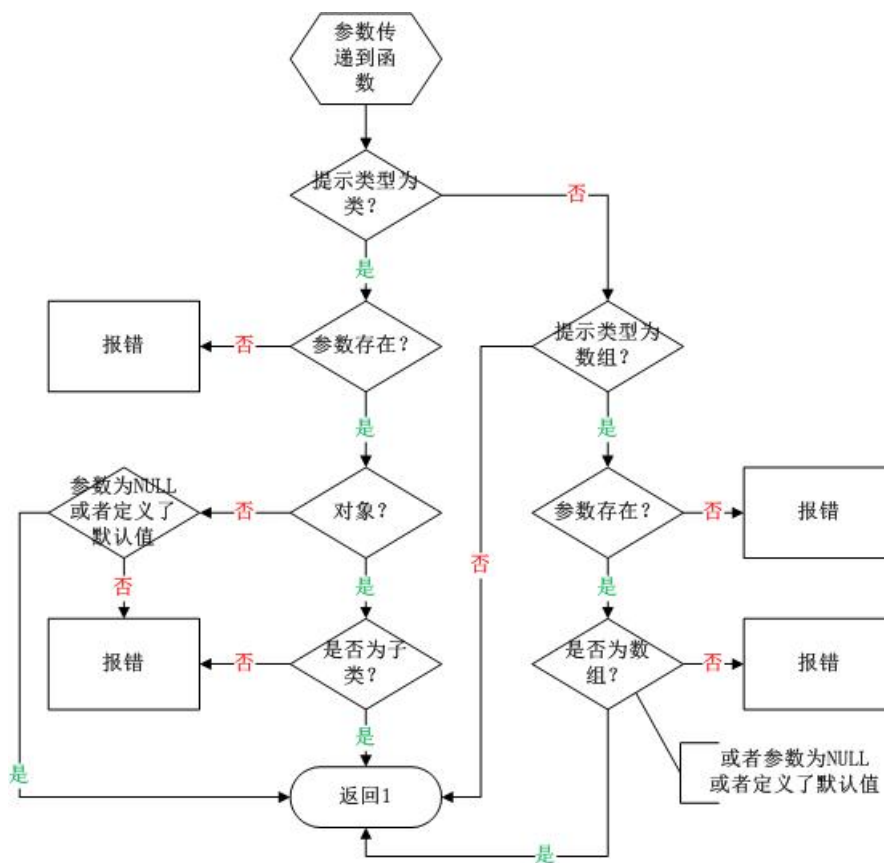 参数传
递到函
数
提示类型为
类？
否
是
报错
否
参数存在？
提示类型为
数组？
是
是
参数为NULL
或者定义了
默认值
否
对象？
参数存在？
否
报错
否
是
否
是
报错
否
是否为子
类？
是否为数
组？
否
报错
是
是
返回1
或者参数为NULL
或者定义了默认值
是